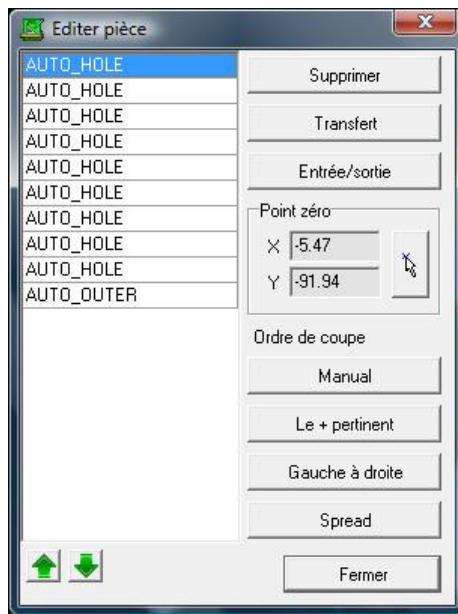 Editer pièce
AUTO_HOLE
AUTO_HOLE
AUTO_HOLE
AUTO_HOLE
AUTO_HOLE
AUTO_HOLE
AUTO_HOLE
AUTO_HOLE
AUTO_HOLE
AUTO_OUTER
Supprimer
Transfert
Entrée/sortie
Point zéro
X -5.47
Y -91.94
Ordre de coupe
Manual
Le + pertinent
Gauche à droite
Spread
Fermer